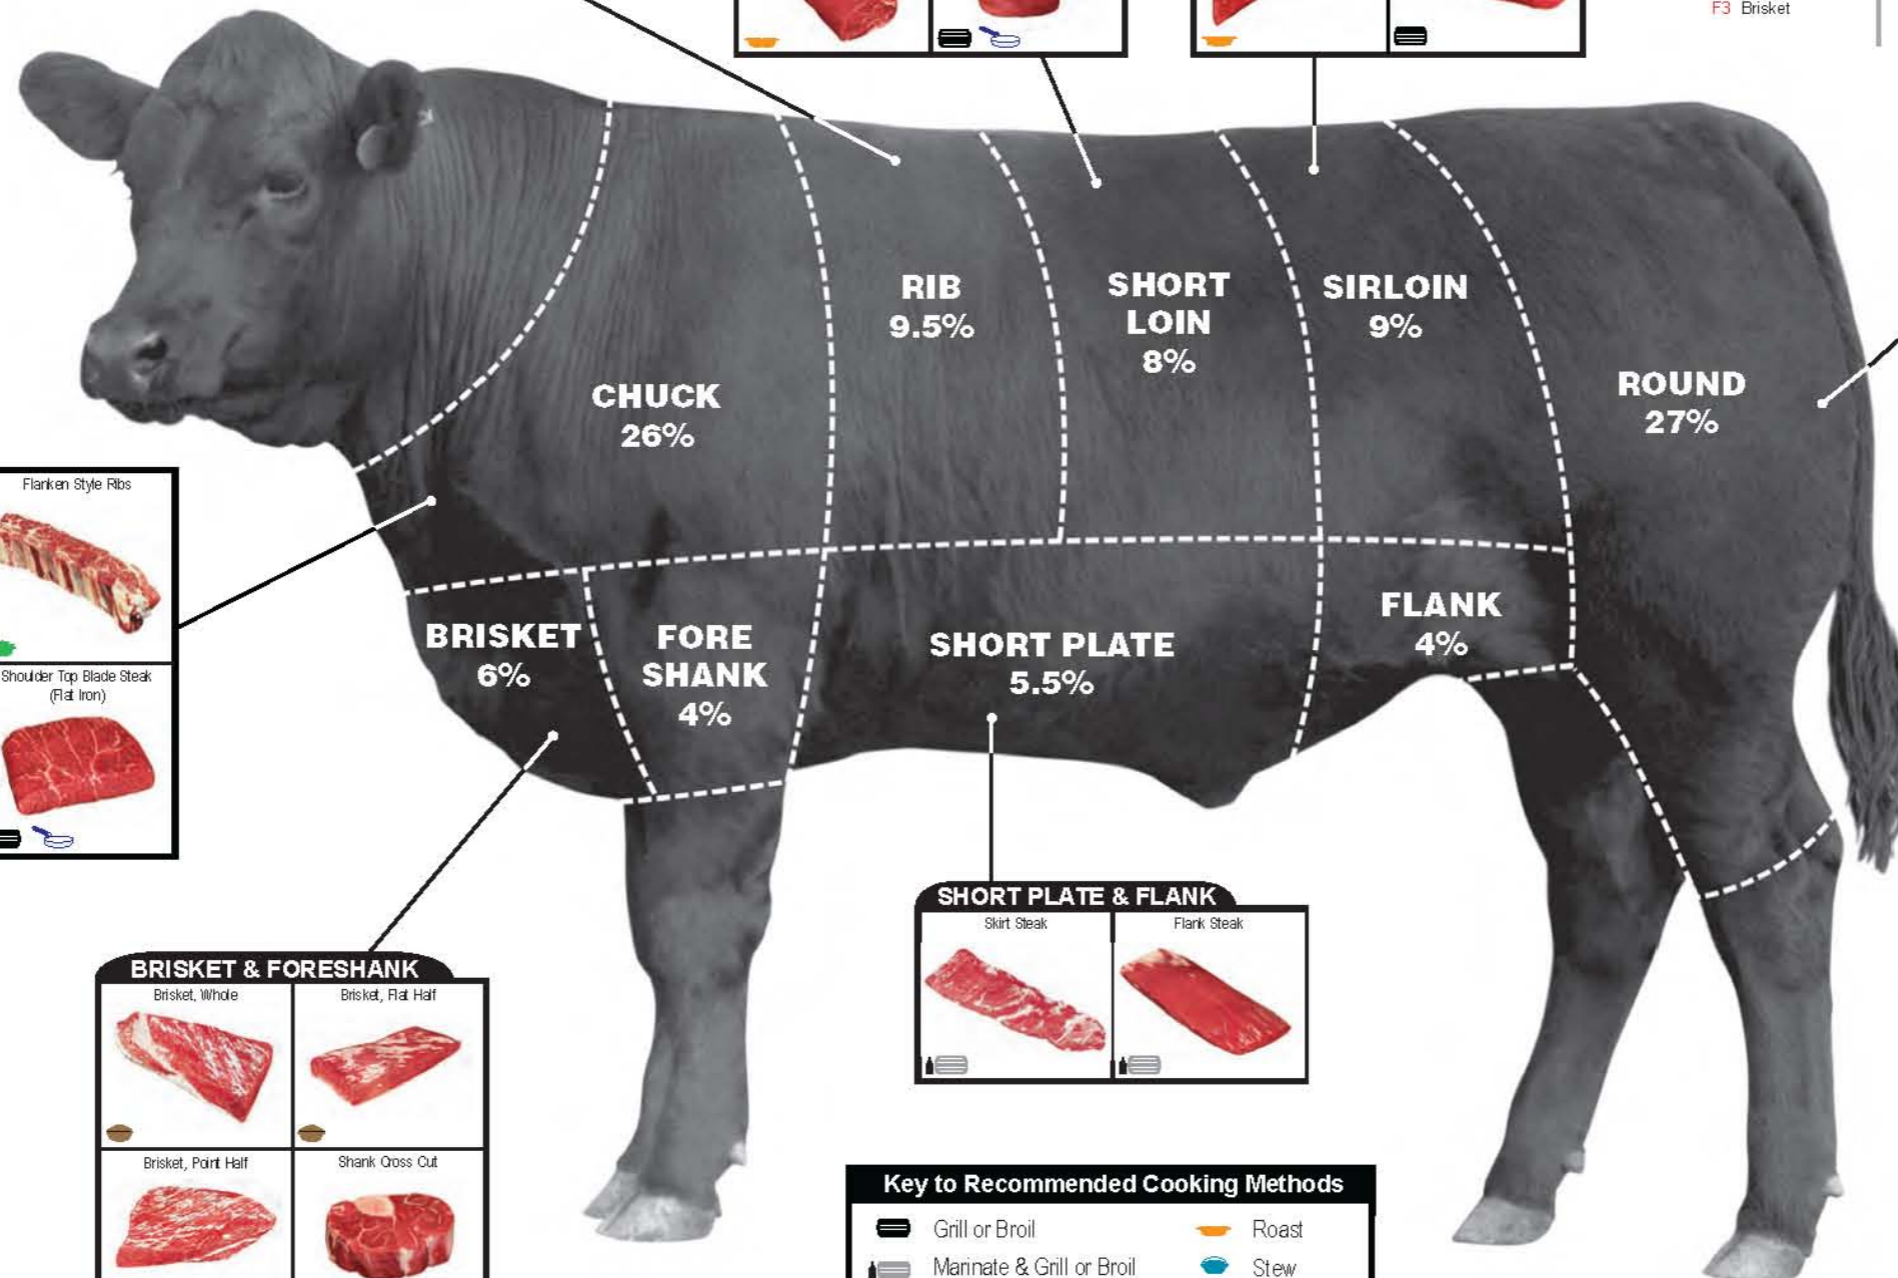 F3 Brisket
RIB
9.5%
SHORT
LOIN
8%
SIRLOIN
9%
CHUCK
26%
ROUND
27%
Flanken Style Ribs
BRISKET
6%
FORE
SHANK
4%
SHORT PLATE
5.5%
FLANK
4%
Shoulder Top Blade Steak
(Flat Iron)
SHORT PLATE & FLANK
Skirt Steak
Flank Steak
BRISKET & FORESHANK
Brisket, Whole
Brisket, Flat Half
Brisket, Point Half
Shank Cross Cut
Key to Recommended Cooking Methods
Grill or Broil
Roast
Marinate & Grill or Broil
Stew